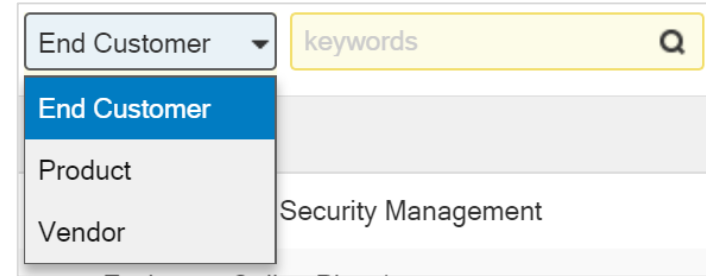 End Customer
keywords
End Customer
Product
Vendor
Security Management